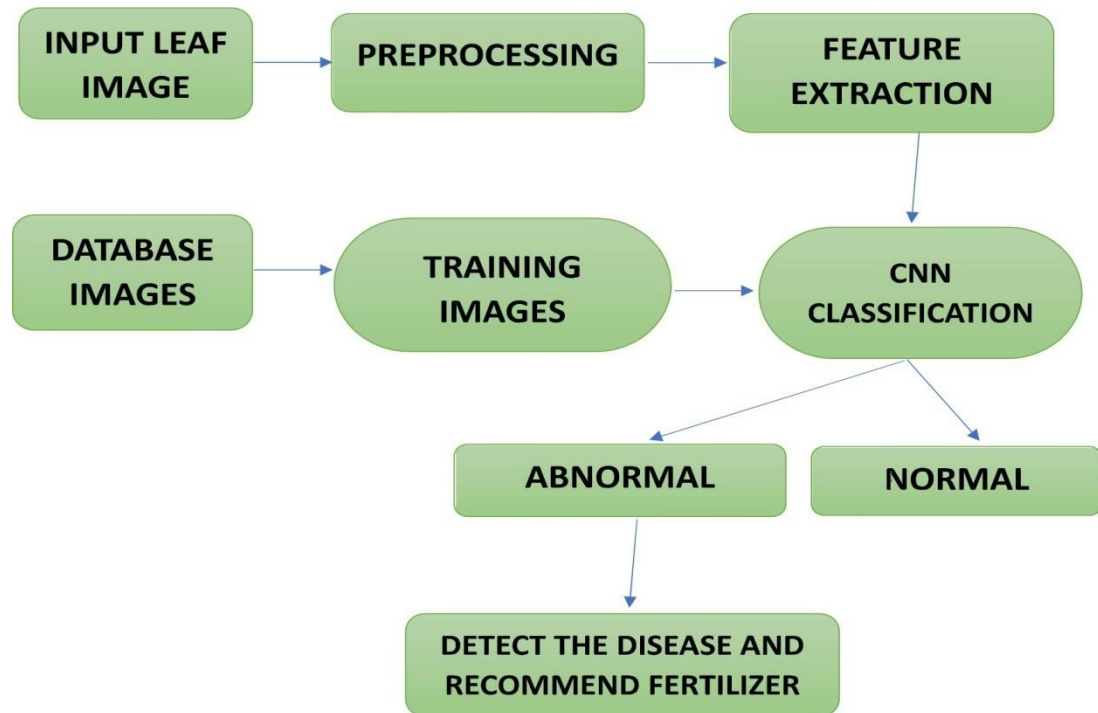 INPUT LEAF
IMAGE
PREPROCESSING
FEATURE
EXTRACTION
DATABASE
IMAGES
TRAINING
IMAGES
CNN
CLASSIFICATION
ABNORMAL
NORMAL
DETECT THE DISEASE AND
RECOMMEND FERTILIZER